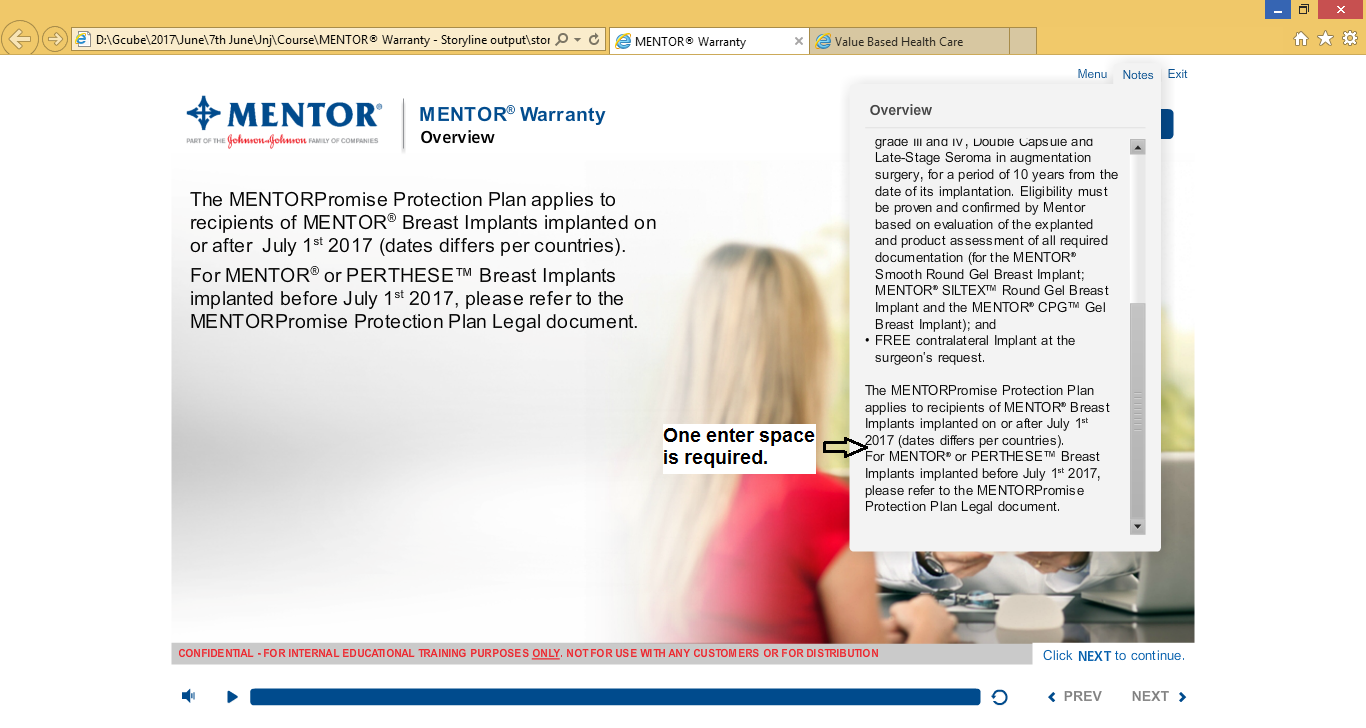 D:\Gcube\2017\June\7th June\Jnj\Course\MENTOR® Warranty - Storyline output\stor
MENTOR® Warranty
Value Based Health Care
Menu
Notes
Exit
MENTOR®
PART OF THE Johnson&Johnson FAMILY OF COMPANIES
MENTOR® Warranty
Overview
The MENTORPromise Protection Plan applies to
recipients of MENTOR® Breast Implants implanted on
or after  July 1st 2017 (dates differs per countries).
For MENTOR® or PERTHESE™ Breast Implants
implanted before July 1st 2017, please refer to the
MENTORPromise Protection Plan Legal document.
Overview
grade III and IV, Double Capsule and
Late-Stage Seroma in augmentation
surgery, for a period of 10 years from the
date of its implantation. Eligibility must
be proven and confirmed by Mentor
based on evaluation of the explanted
and product assessment of all required
documentation (for the MENTOR®
Smooth Round Gel Breast Implant;
MENTOR® SILTEX™ Round Gel Breast
Implant and the MENTOR® CPG™ Gel
Breast Implant); and
• FREE contralateral Implant at the
surgeon's request.
The MENTORPromise Protection Plan
applies to recipients of MENTOR® Breast
Implants implanted on or after July 1st
2017 (dates differs per countries).
For MENTOR® or PERTHESE™ Breast
Implants implanted before July 1st 2017,
please refer to the MENTORPromise
Protection Plan Legal document.
One enter space
is required.
CONFIDENTIAL - FOR INTERNAL EDUCATIONAL TRAINING PURPOSES ONLY. NOT FOR USE WITH ANY CUSTOMERS OR FOR DISTRIBUTION
Click NEXT to continue.
PREV
NEXT